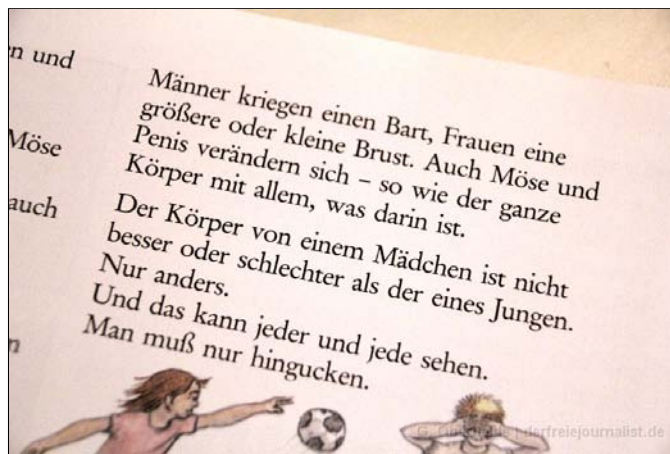 n und
Möse
auch
n
Männer kriegen einen Bart, Frauen eine
größere oder kleine Brust. Auch Möse und
Penis verändern sich – so wie der ganze
Körper mit allem, was darin ist.
Der Körper von einem Mädchen ist nicht
besser oder schlechter als der eines Jungen.
Nur anders.
Und das kann jeder und jede sehen.
Man muß nur hingucken.
derfreiejournalist.de